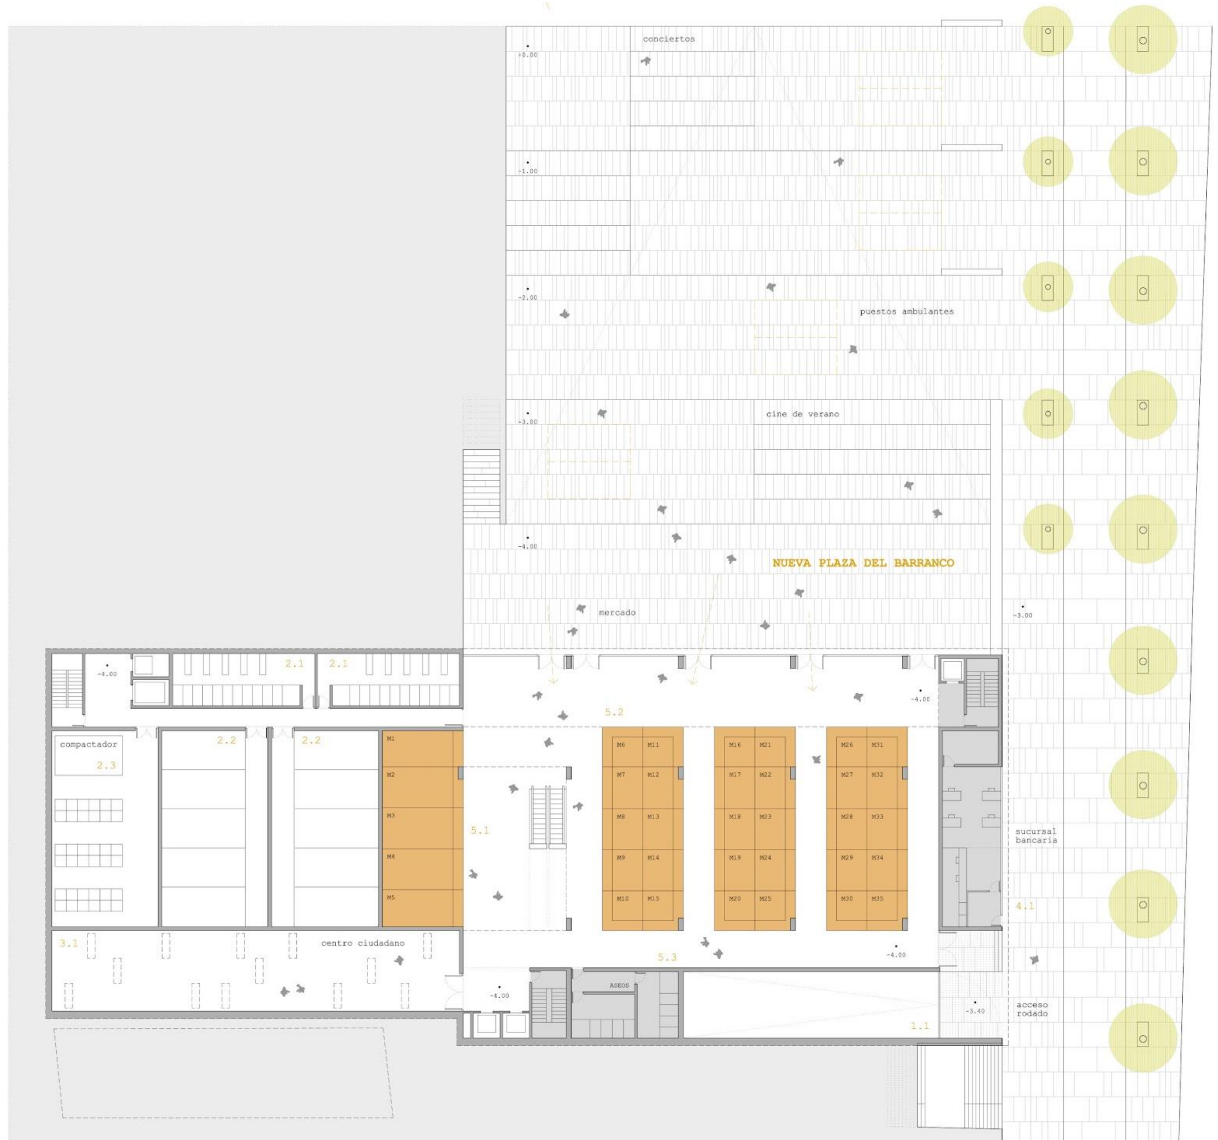 conciertos
+0.00
-1.00
-2.00
puestos ambulantes
-3.00
cine de verano
-4.00
NUEVA PLAZA DEL BARRANCO
mercado
-3.00
-4.00
2.1
2.1
-4.00
5.2
compactador
2.3
2.2
2.2
M1
M2
M3
M4
M5
5.1
M6
M11
M7
M12
M8
M13
M9
M14
M10
M15
M16
M21
M17
M22
M18
M23
M19
M24
M20
M25
M26
M31
M27
M32
M28
M33
M29
M34
M30
M35
sucursal
bancaria
4.1
3.1
centro ciudadano
5.3
-4.00
-4.00
ASEOS
1.1
-3.40
acceso
rodado